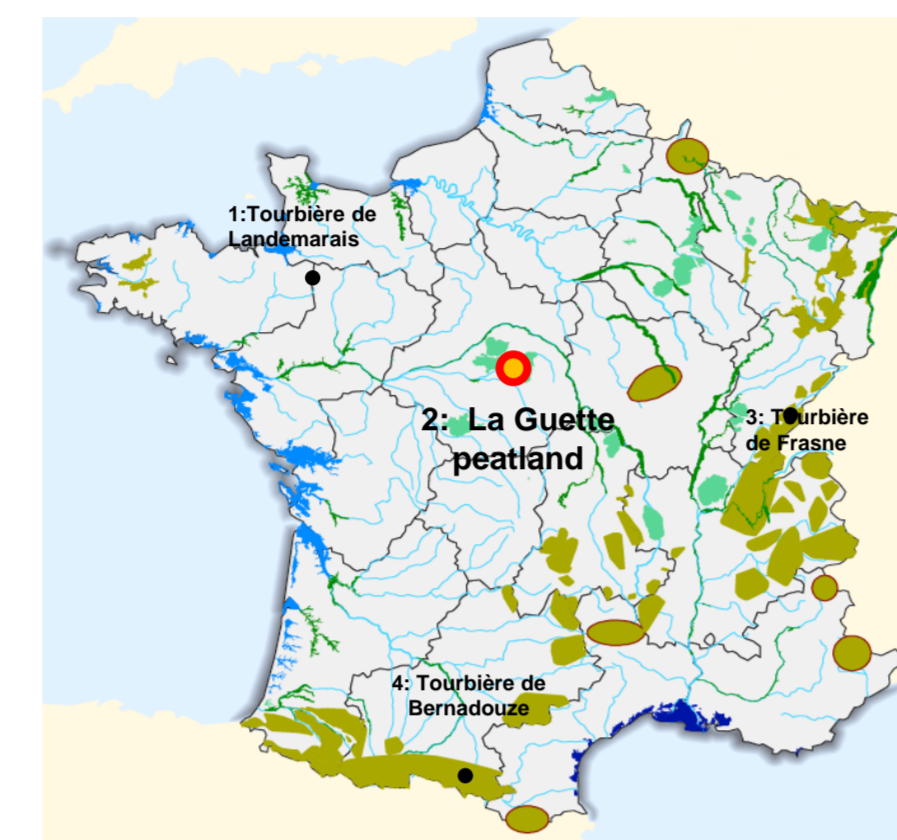 1:Tourbière de
Landemarais
2: La Guette
peatland
3: Tourbière
de Frasne
4: Tourbière de
Bernadouze